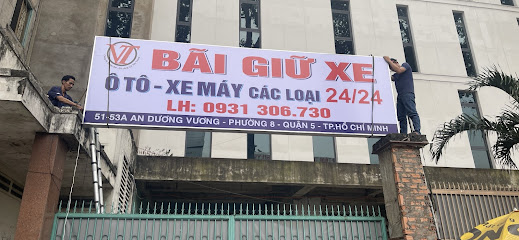 BÃI GIỮ XE
Ô TÔ - XE MÁY CÁC LOẠI 24/24
LH: 0931 306.730
51-53A AN DƯƠNG VƯƠNG - PHƯỜNG 8 - QUẬN 5 - TP.HỒ CHÍ MINH